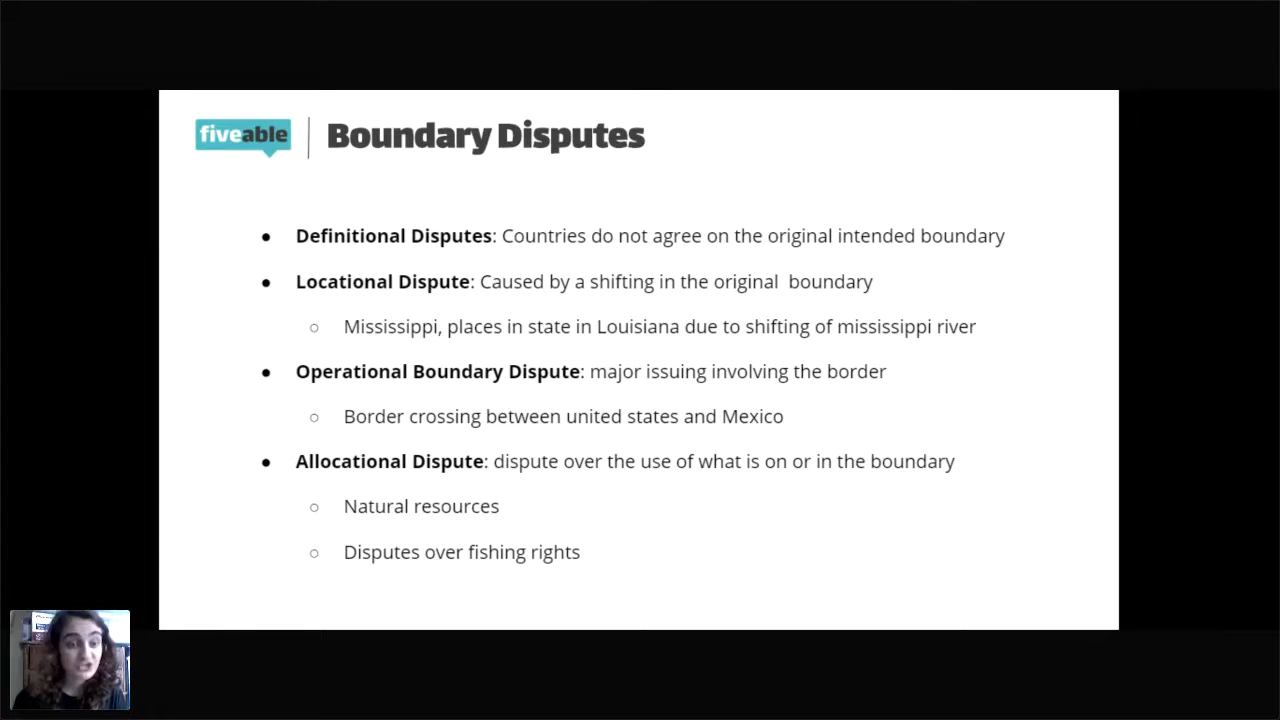 fiveable
Boundary Disputes
● Definitional Disputes: Countries do not agree on the original intended boundary
● Locational Dispute: Caused by a shifting in the original  boundary
○ Mississippi, places in state in Louisiana due to shifting of mississippi river
● Operational Boundary Dispute: major issuing involving the border
○ Border crossing between united states and Mexico
● Allocational Dispute: dispute over the use of what is on or in the boundary
○ Natural resources
○ Disputes over fishing rights